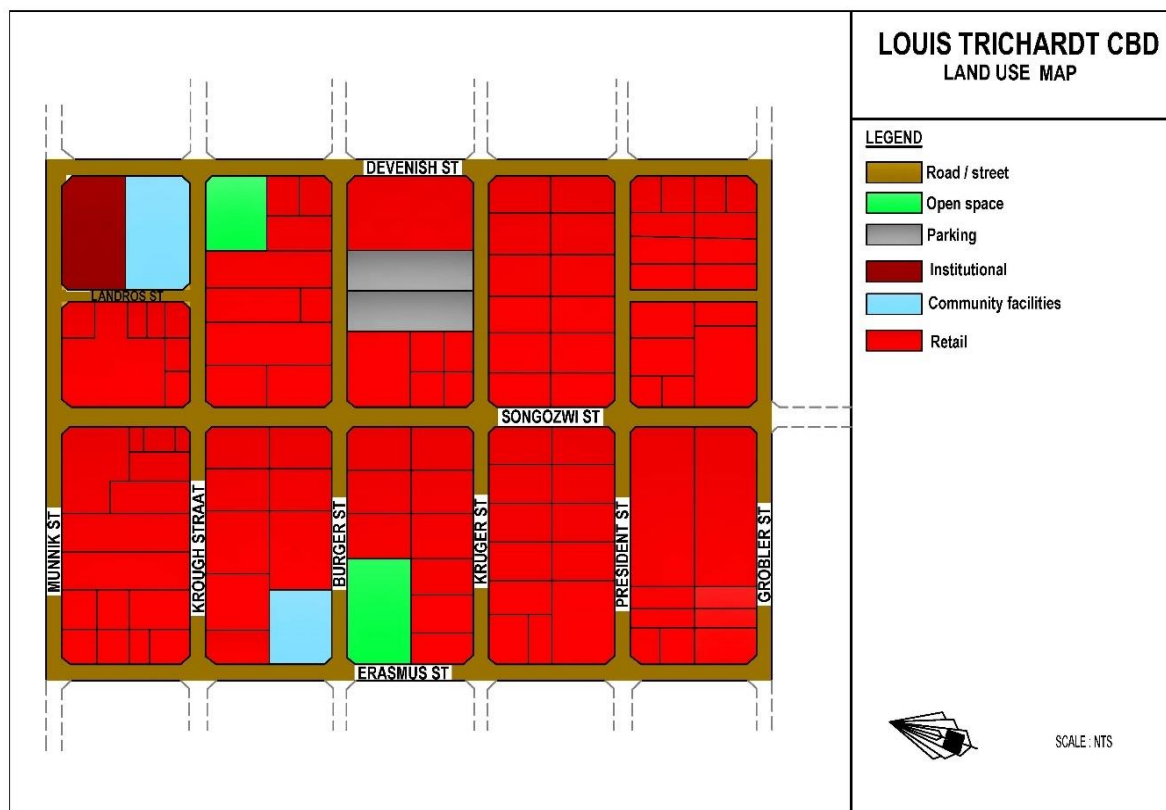 LOUIS TRICHARDT CBD
LAND USE MAP
LEGEND
Road / street
Open space
Parking
Institutional
Community facilities
Retail
DEVENISH ST
LANDROS ST
SONGOZWI ST
MUNNIK ST
KROUGH STRAAT
BURGER ST
KRUGER ST
PRESIDENT ST
GROBLER ST
ERASMUS ST
SCALE : NTS